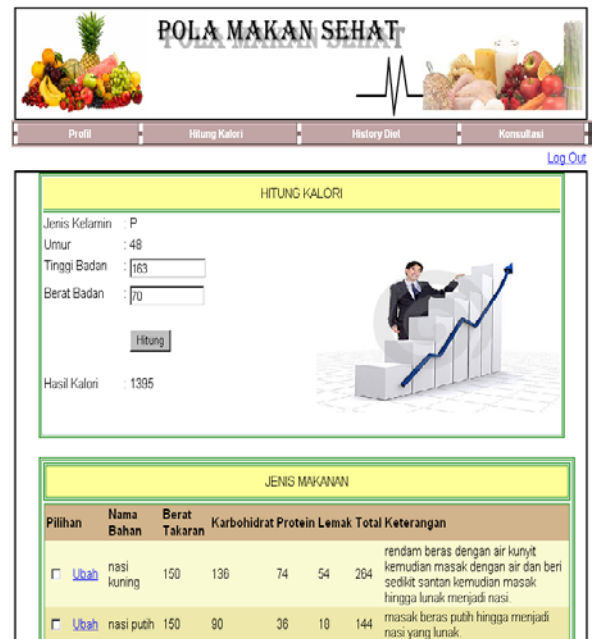 POLA MAKAN SEHAT
Profil Hitung Kalori History Diet Konsultasi
Log Out
HITUNG KALORI
Jenis Kelamin : P
Umur : 48
Tinggi Badan : 163
Berat Badan : 70
Hitung
Hasil Kalori : 1395
JENIS MAKANAN
Pilihan Nama Bahan Berat Takaran Karbohidrat Protein Lemak Total Keterangan
Ubah nasi kuning 150 136 74 54 264 rendam beras dengan air kunyit
kemudian masak dengan air dan beri
sedikit santan kemudian masak
hingga lunak menjadi nasi.
Ubah nasi putih 150 90 36 18 144 masak beras putih hingga menjadi
nasi yang lunak.